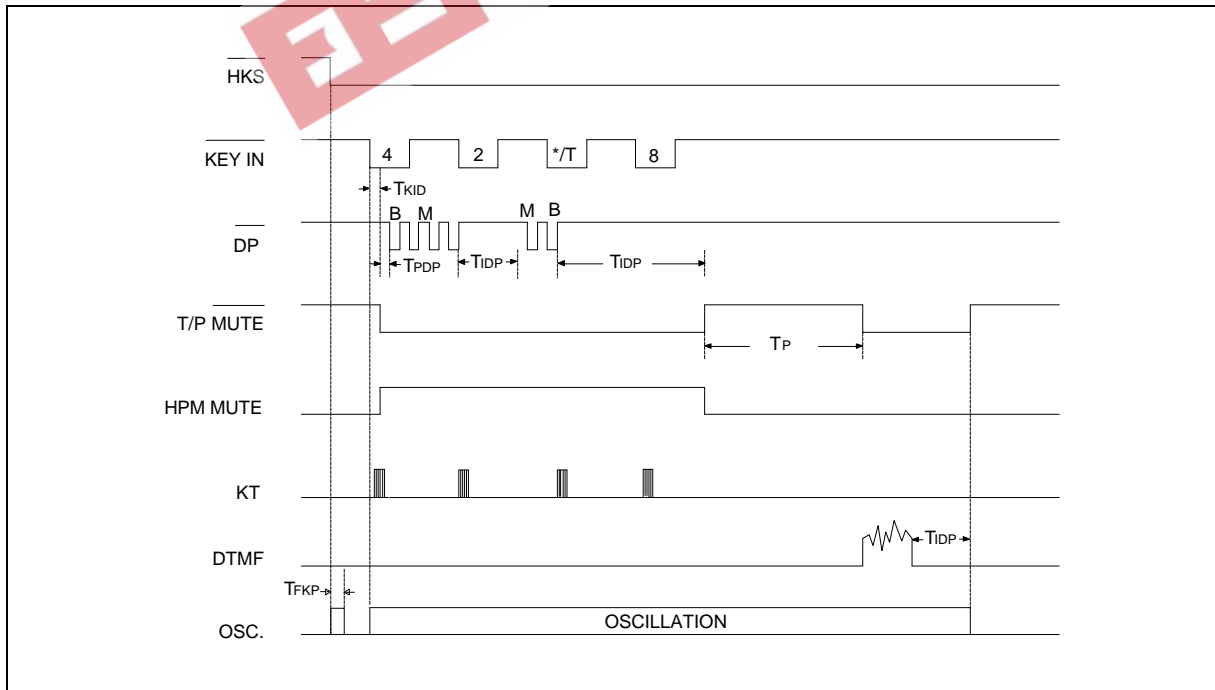 HKS
KEY IN
4
2
*/T
8
TKID
B
M
M
B
DP
TPDP
TIDP
TIDP
T/P MUTE
TP
HPM MUTE
KT
DTMF
TIDP
TFKP
OSC.
OSCILLATION